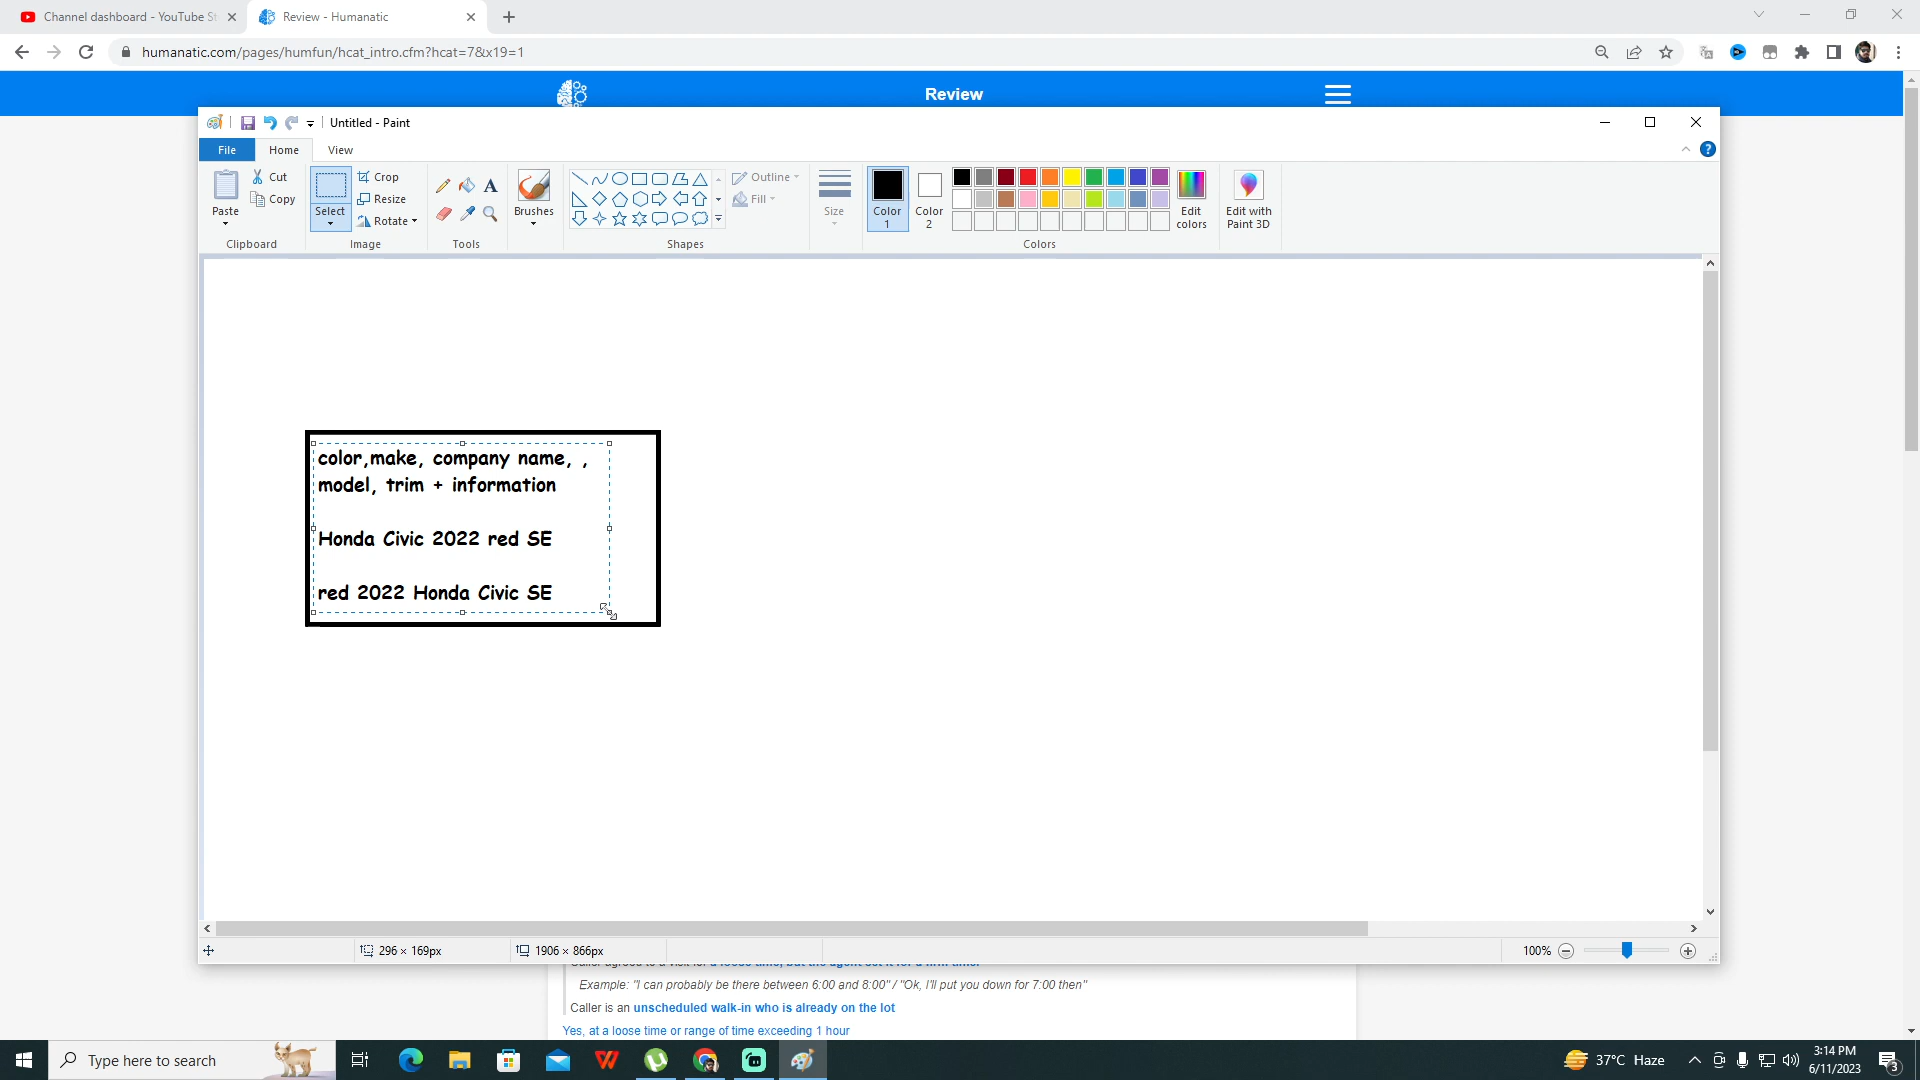 Channel dashboard - YouTube St
Review - Humanatic
humanatic.com/pages/humfun/hcat_intro.cfm?hcat=7&x19=1
Review
Untitled - Paint
File
Home
View
Paste
Cut
Copy
Clipboard
Select
Crop
Resize
Rotate
Image
A
Tools
Brushes
Shapes
Outline
Fill
Size
Color
1
Color
2
Colors
Edit
colors
Edit with
Paint 3D
color,make, company name, ,
model, trim + information
Honda Civic 2022 red SE
red 2022 Honda Civic SE
296 × 169px
1906 × 866px
100%
Example: "I can probably be there between 6:00 and 8:00" / "Ok, I'll put you down for 7:00 then"
Caller is an unscheduled walk-in who is already on the lot
Yes, at a loose time or range of time exceeding 1 hour
Type here to search
37°C Haze
3:14 PM
6/11/2023
3